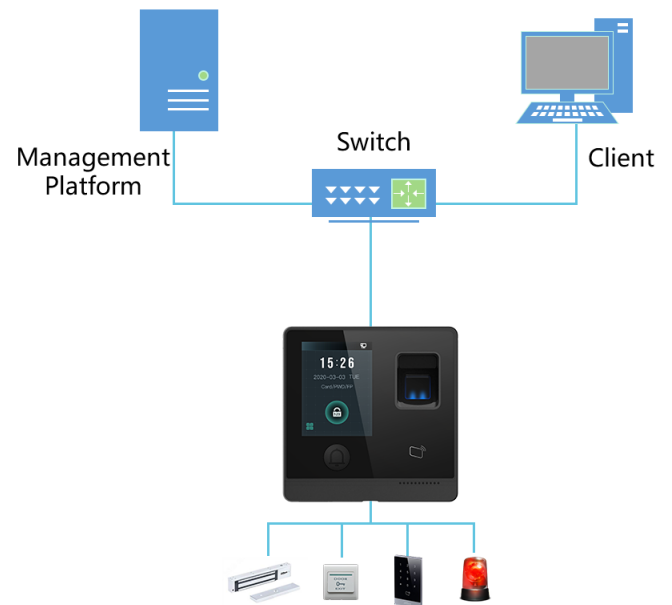 Switch
Management
Platform
Client
15:26
2020-03-03 TUE
Card/PWD/FP